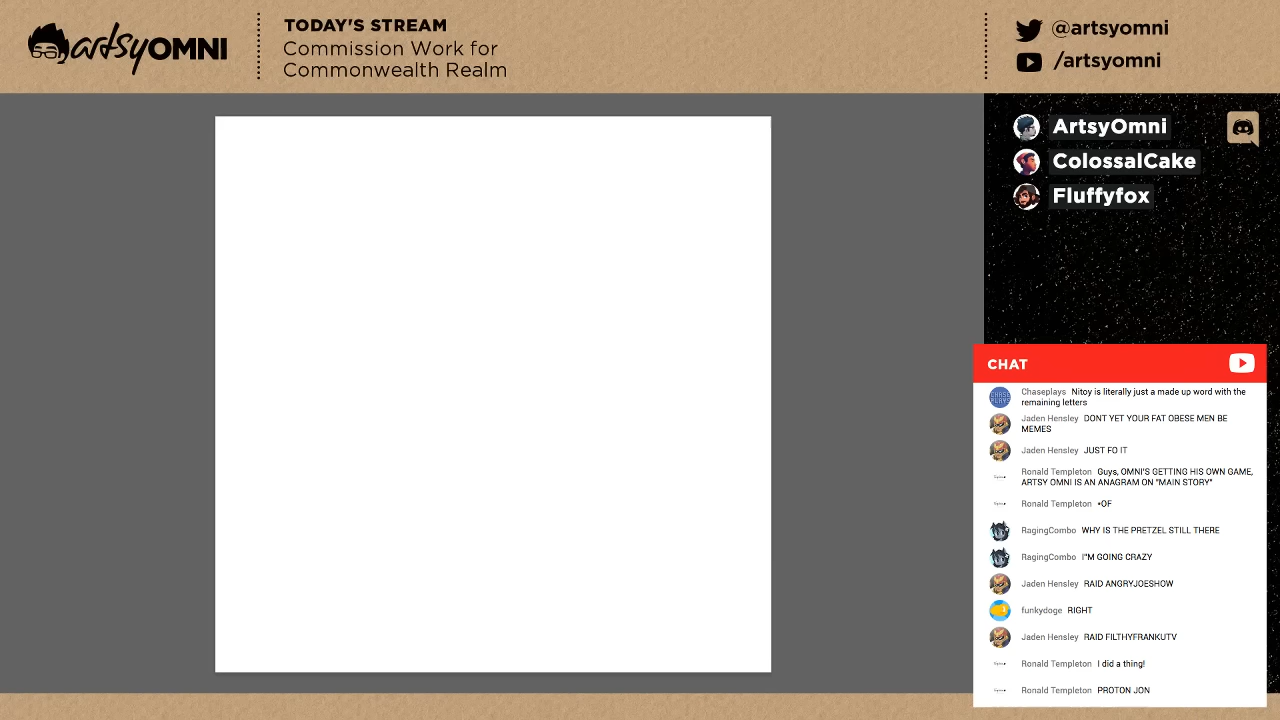 artsyOMNI
TODAY'S STREAM
Commission Work for
Commonwealth Realm
@artsyomni
/artsyomni
ArtsyOmni
ColossalCake
Fluffyfox
CHAT
Chaseplays Nitoy is literally just a made up word with the
remaining letters
Jaden Hensley DONT YET YOUR FAT OBESE MEN BE
MEMES
Jaden Hensley JUST FO IT
Ronald Templeton Guys, OMNI'S GETTING HIS OWN GAME,
ARTSY OMNI IS AN ANAGRAM ON "MAIN STORY"
Ronald Templeton •OF
RagingCombo WHY IS THE PRETZEL STILL THERE
RagingCombo I"M GOING CRAZY
Jaden Hensley RAID ANGRYJOESHOW
funkydoge RIGHT
Jaden Hensley RAID FILTHYFRANKUTV
Ronald Templeton I did a thing!
Ronald Templeton PROTON JON